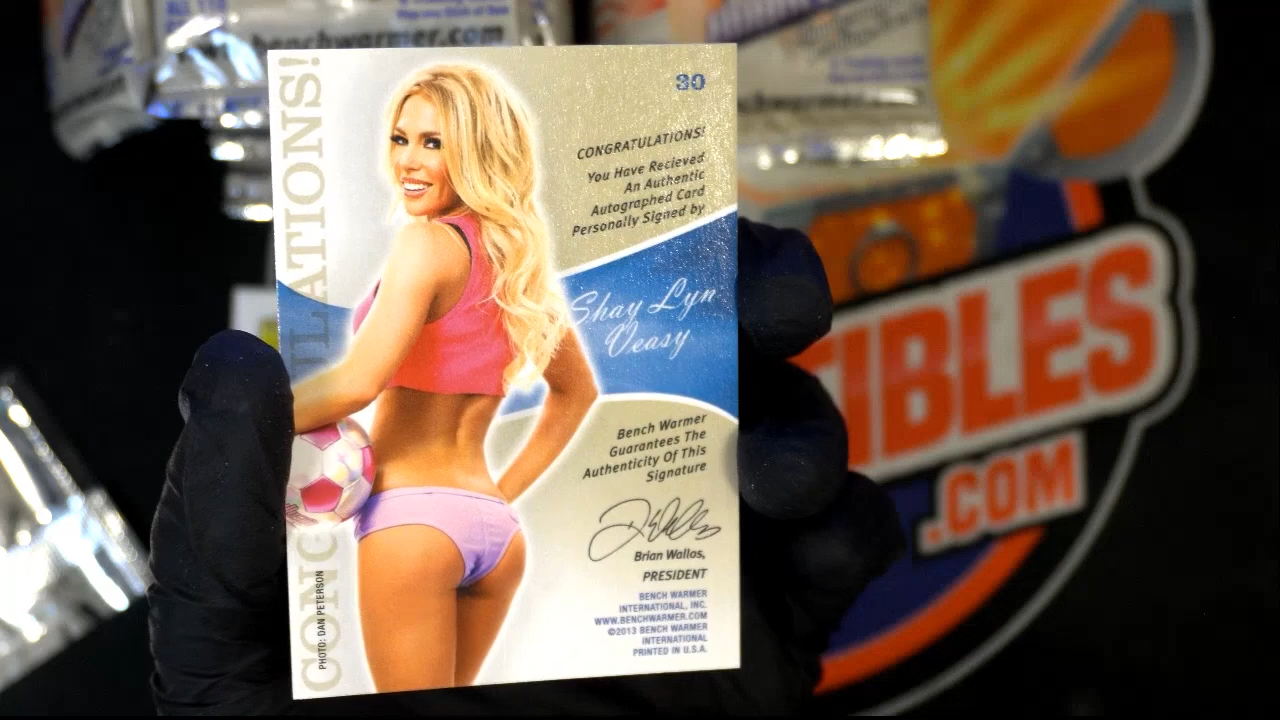 benchwarmer.com
CONGRATULATIONS!
30
CONGRATULATIONS!
You Have Recieved
An Authentic
Autographed Card
Personally Signed by
Shay Lyn
Veasy
Bench Warmer
Guarantees The
Authenticity Of This
Signature
Brian Wallos,
PRESIDENT
BENCH WARMER
INTERNATIONAL, INC.
WWW.BENCHWARMER.COM
©2013 BENCH WARMER
INTERNATIONAL
PRINTED IN U.S.A.
PHOTO: DAN PETERSON
TIBLES
.COM